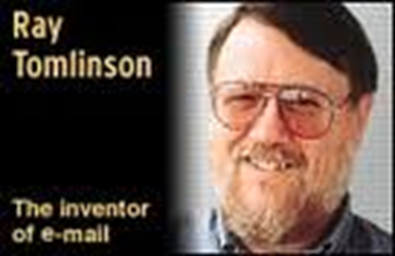 Ray
Tomlinson
The inventor
of e-mail